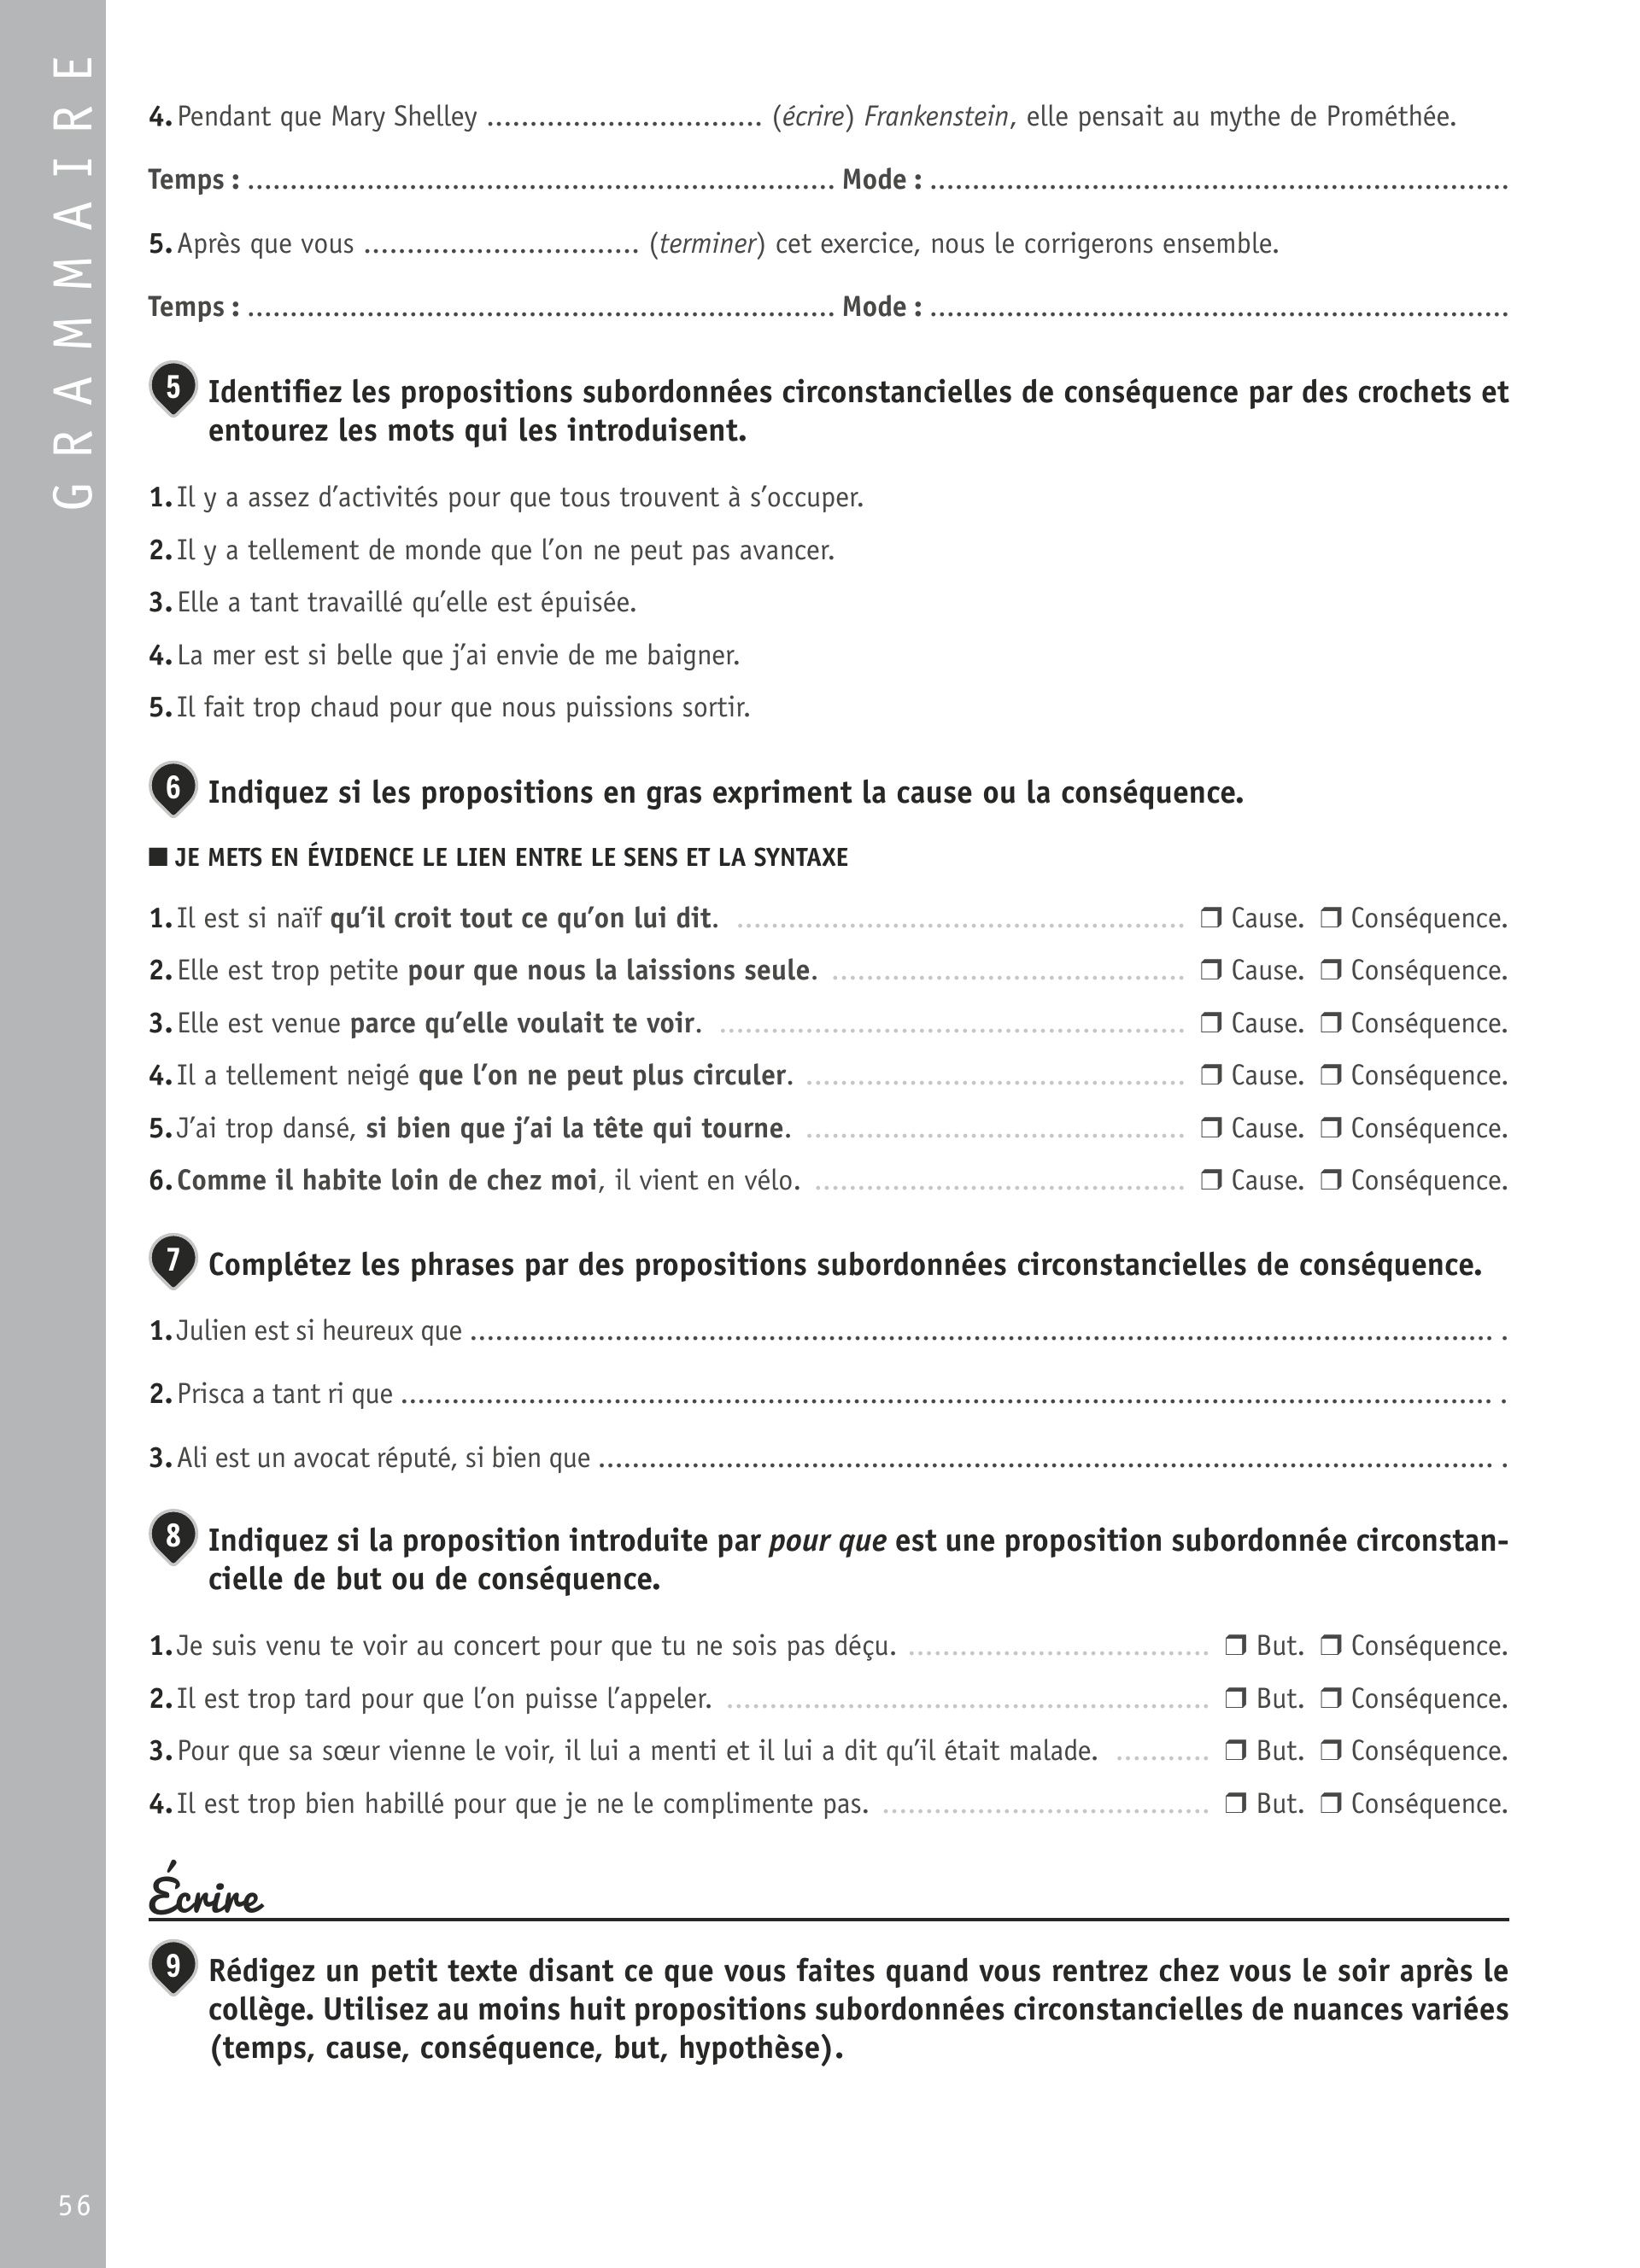 GRAMMAIRE
4. Pendant que Mary Shelley ................................ (écrire) Frankenstein, elle pensait au mythe de Prométhée.
Temps : ..................................................................... Mode : ....................................................................
5. Après que vous ................................ (terminer) cet exercice, nous le corrigerons ensemble.
Temps : ..................................................................... Mode : ....................................................................
5 Identifiez les propositions subordonnées circonstancielles de conséquence par des crochets et
entourez les mots qui les introduisent.
1. Il y a assez d’activités pour que tous trouvent à s’occuper.
2. Il y a tellement de monde que l’on ne peut pas avancer.
3. Elle a tant travaillé qu’elle est épuisée.
4. La mer est si belle que j’ai envie de me baigner.
5. Il fait trop chaud pour que nous puissions sortir.
6 Indiquez si les propositions en gras expriment la cause ou la conséquence.
■ JE METS EN ÉVIDENCE LE LIEN ENTRE LE SENS ET LA SYNTAXE
1. Il est si naïf qu’il croit tout ce qu’on lui dit. .................................................... ❒ Cause. ❒ Conséquence.
2. Elle est trop petite pour que nous la laissions seule. ......................................... ❒ Cause. ❒ Conséquence.
3. Elle est venue parce qu’elle voulait te voir. ...................................................... ❒ Cause. ❒ Conséquence.
4. Il a tellement neigé que l’on ne peut plus circuler. ............................................ ❒ Cause. ❒ Conséquence.
5. J’ai trop dansé, si bien que j’ai la tête qui tourne. ............................................ ❒ Cause. ❒ Conséquence.
6. Comme il habite loin de chez moi, il vient en vélo. ........................................... ❒ Cause. ❒ Conséquence.
7 Complétez les phrases par des propositions subordonnées circonstancielles de conséquence.
1. Julien est si heureux que ........................................................................................................................ .
2. Prisca a tant ri que ................................................................................................................................ .
3. Ali est un avocat réputé, si bien que ......................................................................................................... .
8 Indiquez si la proposition introduite par pour que est une proposition subordonnée circonstan-
cielle de but ou de conséquence.
1. Je suis venu te voir au concert pour que tu ne sois pas déçu. ................................... ❒ But. ❒ Conséquence.
2. Il est trop tard pour que l’on puisse l’appeler. ........................................................ ❒ But. ❒ Conséquence.
3. Pour que sa sœur vienne le voir, il lui a menti et il lui a dit qu’il était malade. ........... ❒ But. ❒ Conséquence.
4. Il est trop bien habillé pour que je ne le complimente pas. ...................................... ❒ But. ❒ Conséquence.
Écrire
9 Rédigez un petit texte disant ce que vous faites quand vous rentrez chez vous le soir après le
collège. Utilisez au moins huit propositions subordonnées circonstancielles de nuances variées
(temps, cause, conséquence, but, hypothèse).
56